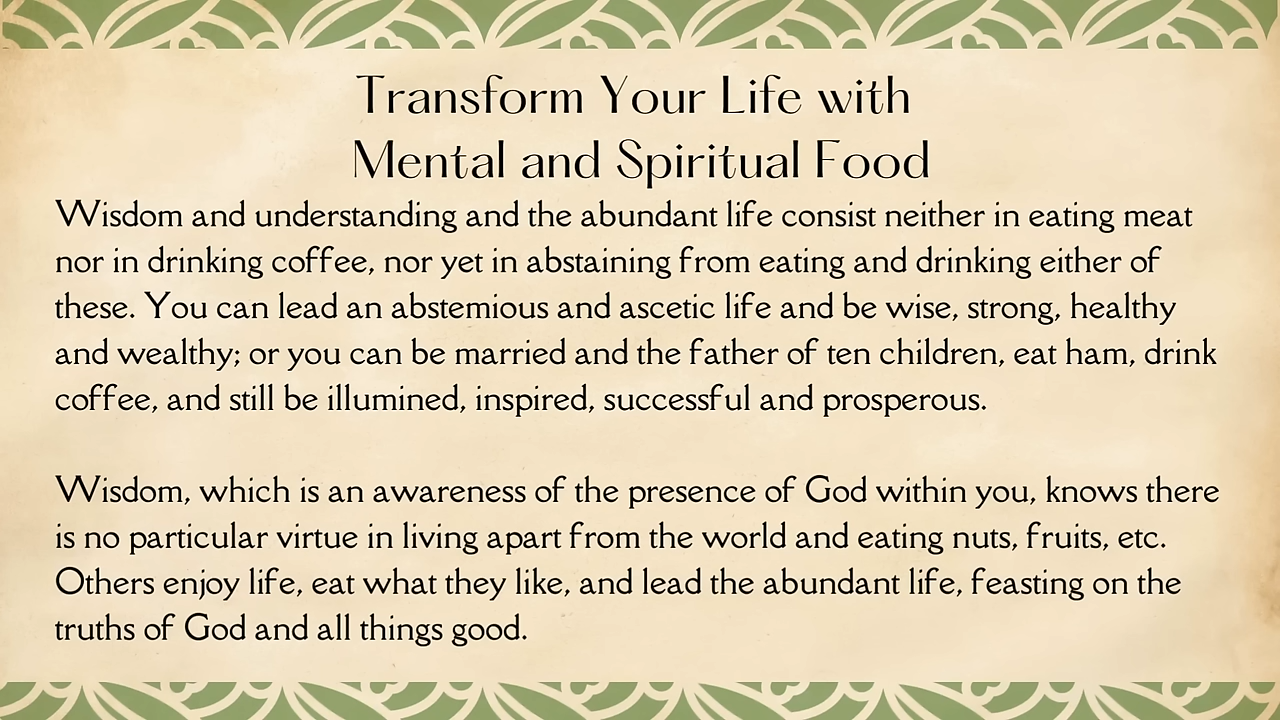 Transform Your Life with
Mental and Spiritual Food
Wisdom and understanding and the abundant life consist neither in eating meat
nor in drinking coffee, nor yet in abstaining from eating and drinking either of
these. You can lead an abstemious and ascetic life and be wise, strong, healthy
and wealthy; or you can be married and the father of ten children, eat ham, drink
coffee, and still be illumined, inspired, successful and prosperous.
Wisdom, which is an awareness of the presence of God within you, knows there
is no particular virtue in living apart from the world and eating nuts, fruits, etc.
Others enjoy life, eat what they like, and lead the abundant life, feasting on the
truths of God and all things good.